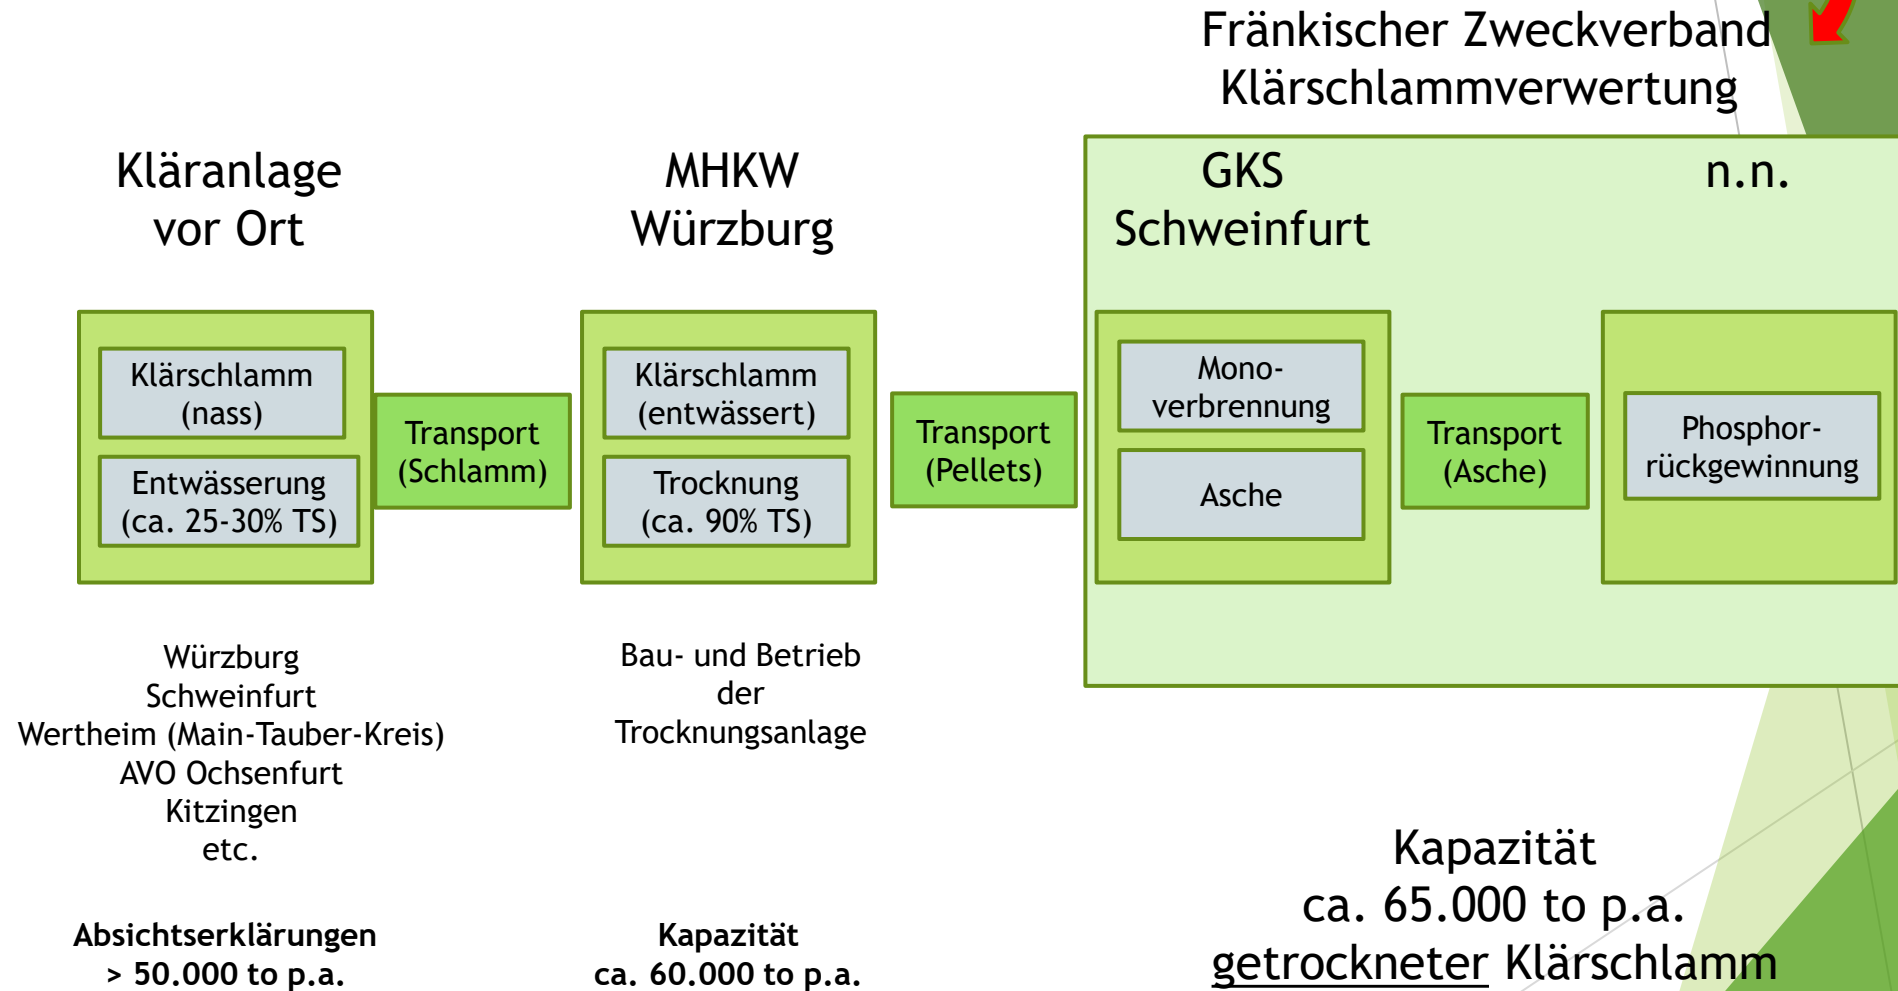 Fränkischer Zweckverband
Klärschlammverwertung
Kläranlage
vor Ort
MHKW
Würzburg
GKS
Schweinfurt
n.n.
Klärschlamm
(nass)
Entwässerung
(ca. 25-30% TS)
Transport
(Schlamm)
Klärschlamm
(entwässert)
Trocknung
(ca. 90% TS)
Transport
(Pellets)
Mono-
verbrennung
Asche
Transport
(Asche)
Phosphor-
rückgewinnung
Würzburg
Schweinfurt
Wertheim (Main-Tauber-Kreis)
AVO Ochsenfurt
Kitzingen
etc.
Bau- und Betrieb
der
Trocknungsanlage
Absichtserklärungen
> 50.000 to p.a.
Kapazität
ca. 60.000 to p.a.
Kapazität
ca. 65.000 to p.a.
getrockneter Klärschlamm